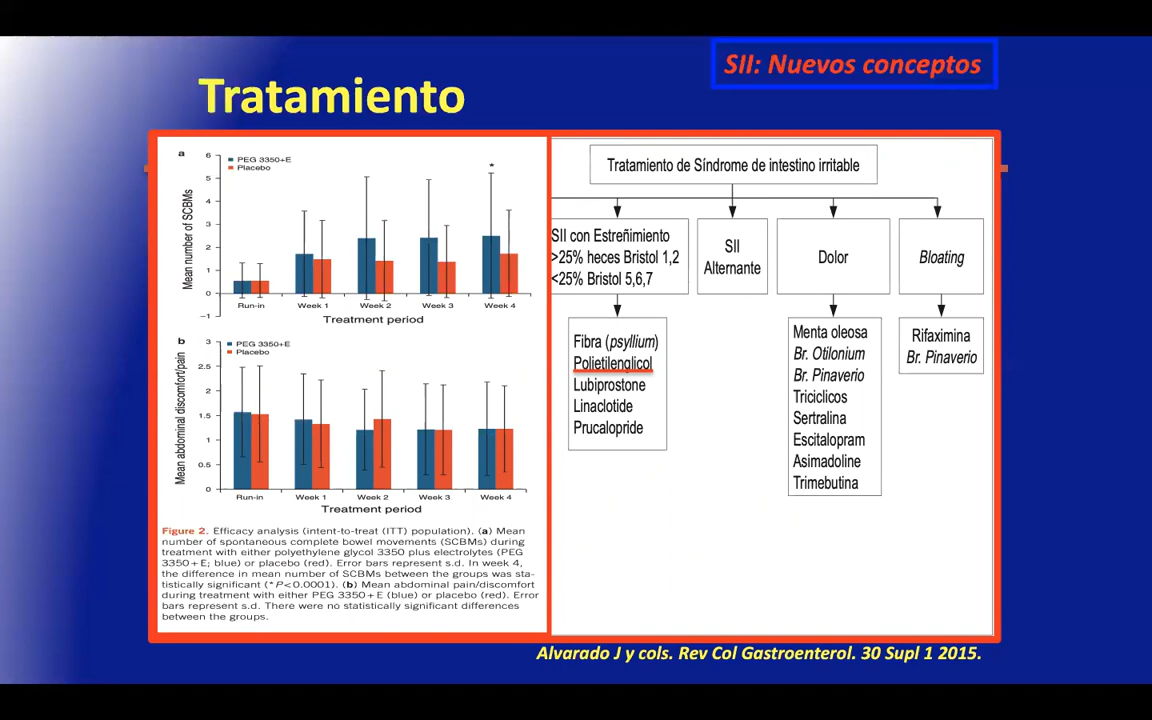 SII: Nuevos conceptos
Tratamiento
a
PEG 3350+E
Placebo
Mean number of SCBMs
6
5
4
3
2
1
0
−1
*
Run-in
Week 1
Week 2
Week 3
Week 4
Treatment period
b
PEG 3350+E
Placebo
Mean abdominal discomfort/pain
3
2.5
2
1.5
1
0.5
0
Run-in
Week 1
Week 2
Week 3
Week 4
Treatment period
Figure 2. Efficacy analysis (intent-to-treat (ITT) population). (a) Mean
number of spontaneous complete bowel movements (SCBMs) during
treatment with either polyethylene glycol 3350 plus electrolytes (PEG
3350+E; blue) or placebo (red). Error bars represent s.d. In week 4,
the difference in mean number of SCBMs between the groups was sta-
tistically significant (*P<0.0001). (b) Mean abdominal pain/discomfort
during treatment with either PEG 3350+E (blue) or placebo (red). Error
bars represent s.d. There were no statistically significant differences
between the groups.
Tratamiento de Síndrome de intestino irritable
SII con Estreñimiento
>25% heces Bristol 1,2
<25% Bristol 5,6,7
SII
Alternante
Dolor
Bloating
Fibra (psyllium)
Polietilenglicol
Lubiprostone
Linaclotide
Prucalopride
Menta oleosa
Br. Otilonium
Br. Pinaverio
Triciclicos
Sertralina
Escitalopram
Asimadoline
Trimebutina
Rifaximina
Br. Pinaverio
Alvarado J y cols. Rev Col Gastroenterol. 30 Supl 1 2015.